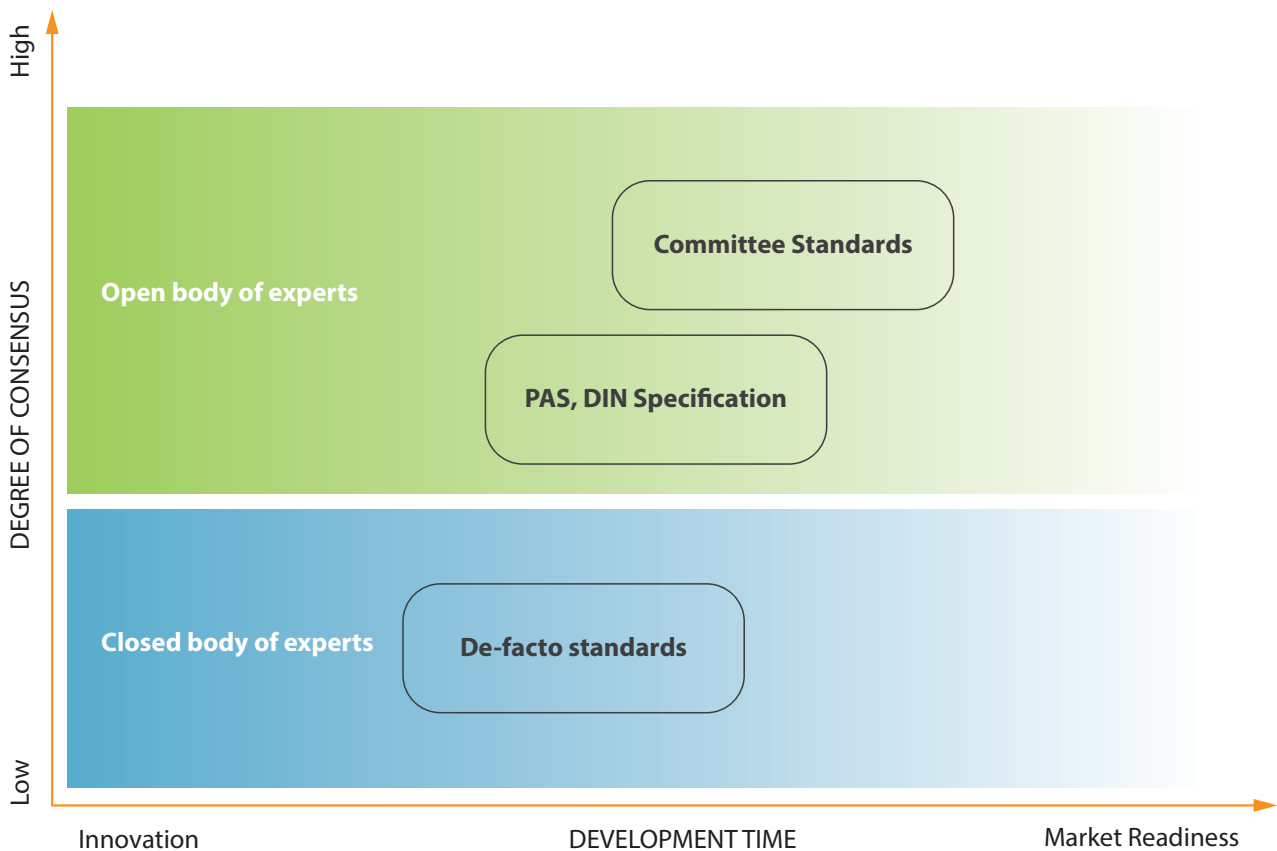 High
DEGREE OF CONSENSUS
Low
Committee Standards
Open body of experts
PAS, DIN Specification
Closed body of experts
De-facto standards
Innovation
DEVELOPMENT TIME
Market Readiness